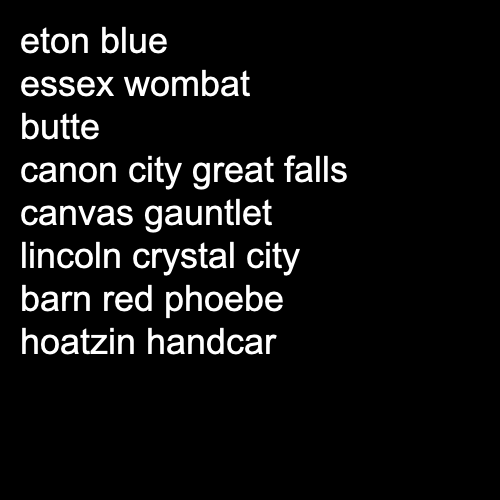 eton blue
essex wombat
butte
canon city great falls
canvas gauntlet
lincoln crystal city
barn red phoebe
hoatzin handcar